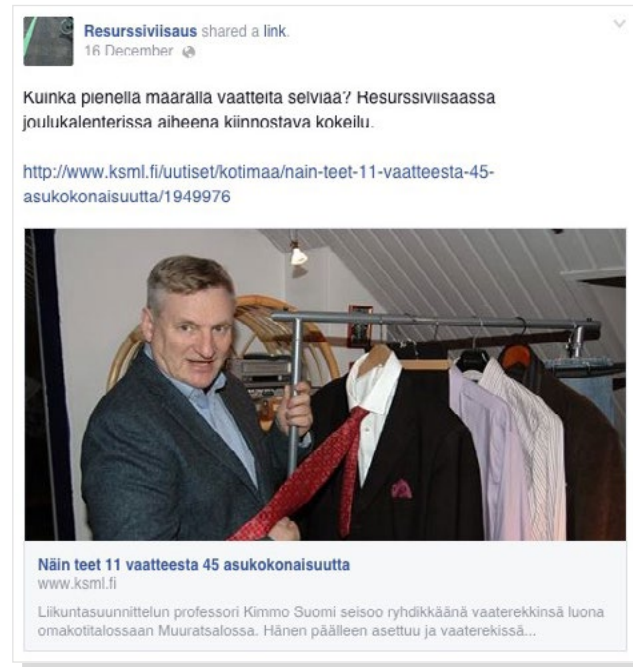 Resurssiviisaus shared a link.
16 December
Kuinka pienellä määrällä vaatteita selviää? Resurssiviisaassa
joulukalenterissa aiheena kiinnostava kokeilu.
http://www.ksml.fi/uutiset/kotimaa/nain-teet-11-vaatteesta-45-
asukokonaisuutta/1949976
Näin teet 11 vaatteesta 45 asukokonaisuutta
www.ksml.fi
Liikuntasuunnittelun professori Kimmo Suomi seisoo ryhdikkäänä vaaterekkinsä luona
omakotitalossaan Muuratsalossa. Hänen päälleen asettuu ja vaaterekissä...